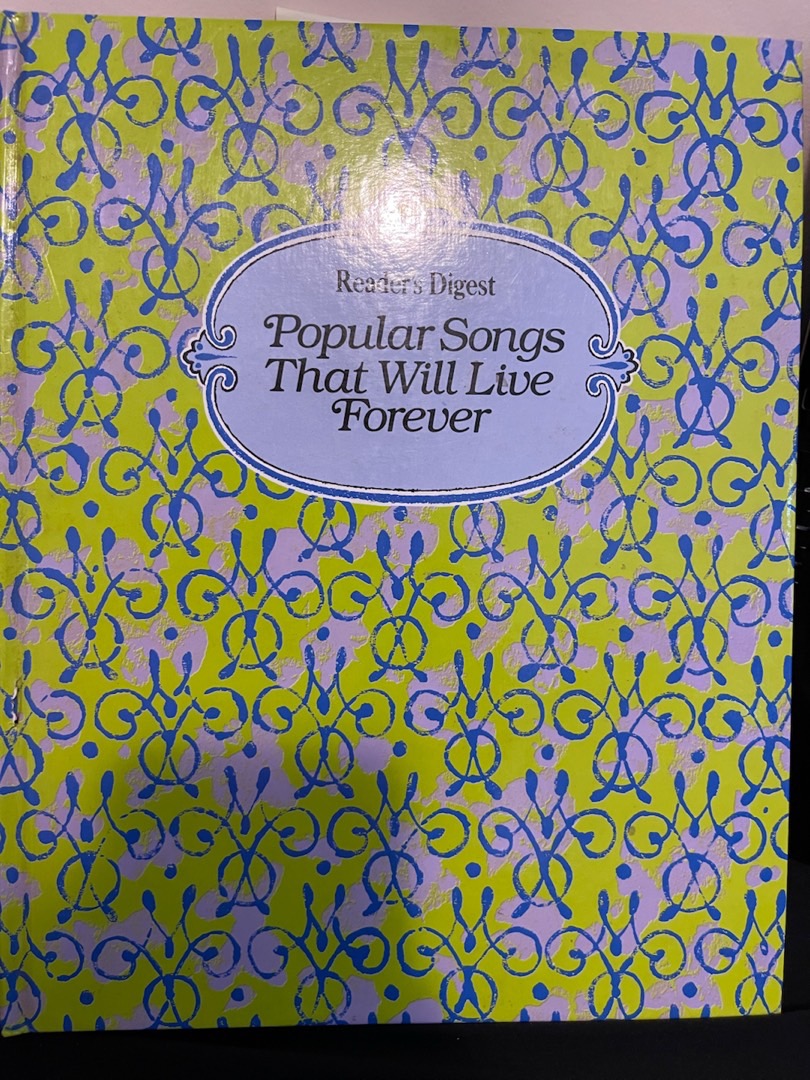 Reader's Digest
Popular Songs
That Will Live
Forever